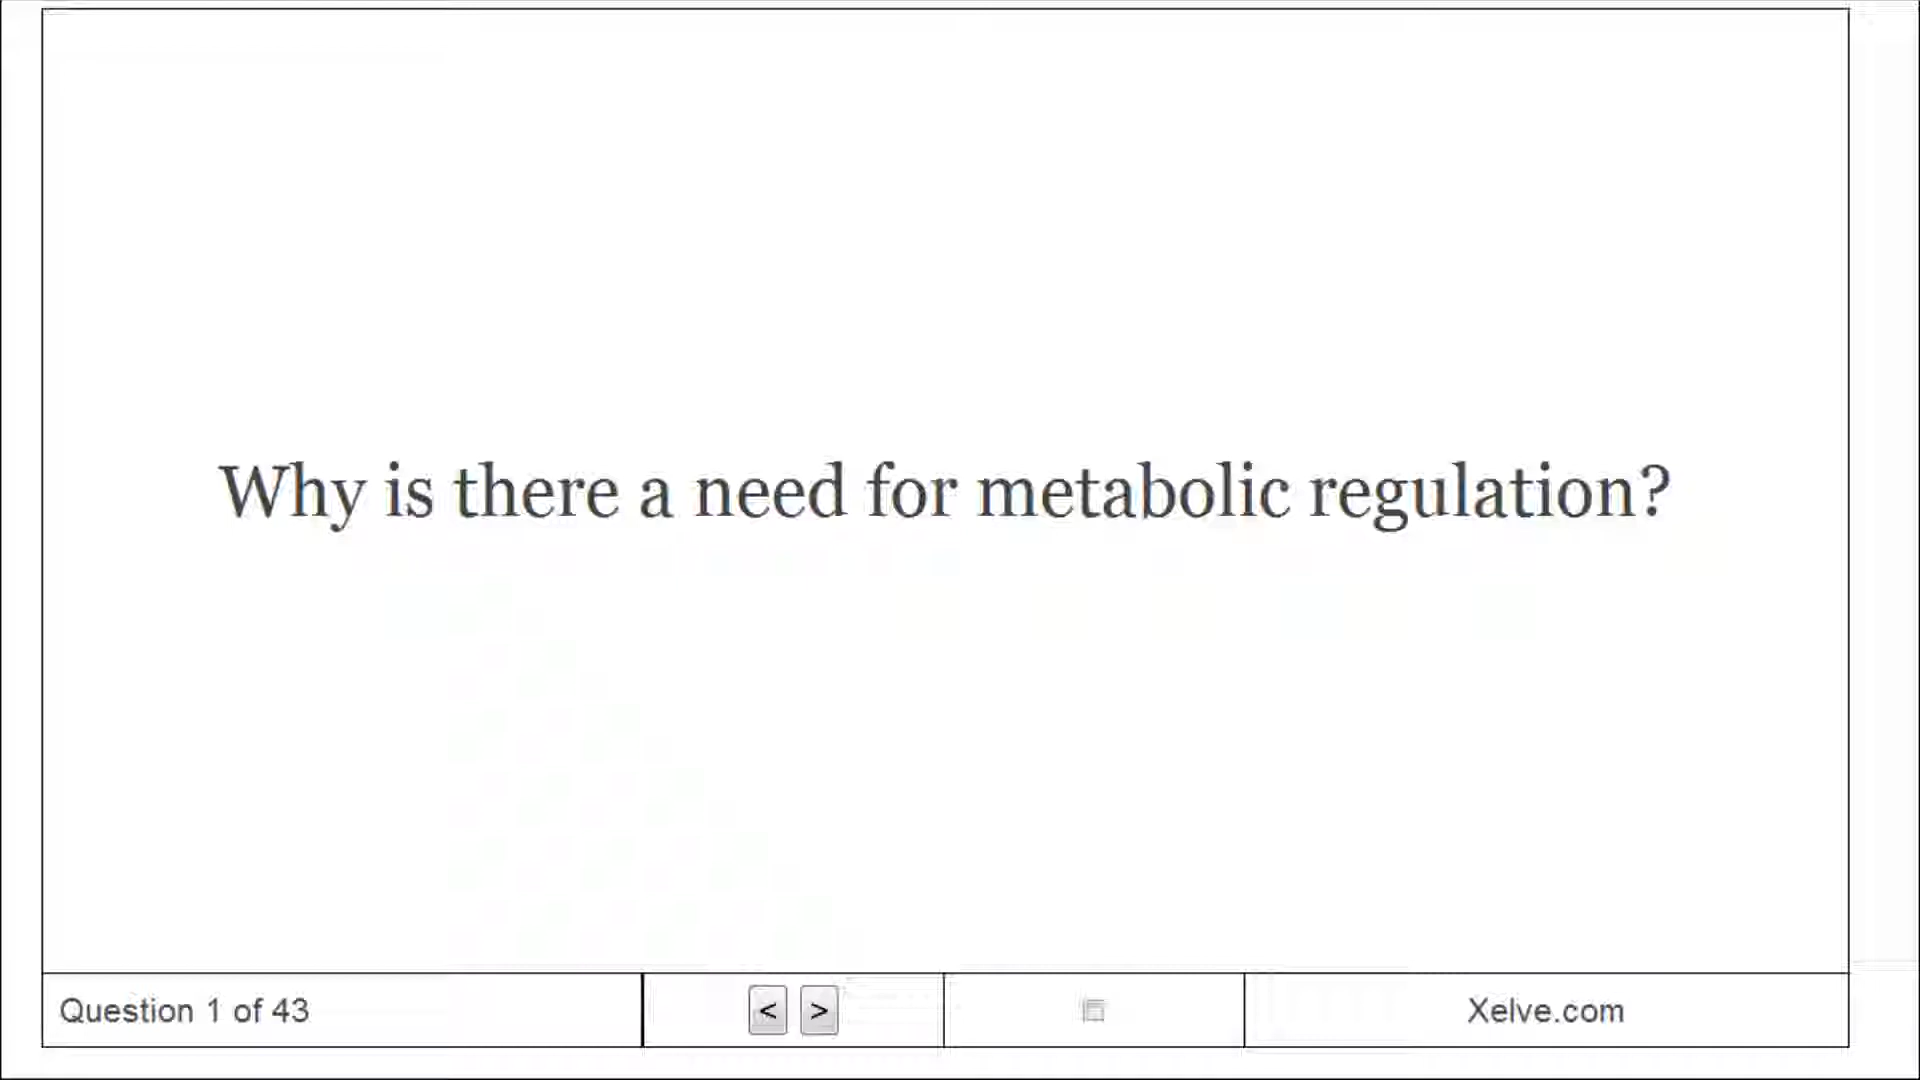 Why is there a need for metabolic regulation?
Question 1 of 43
< >
Xelve.com